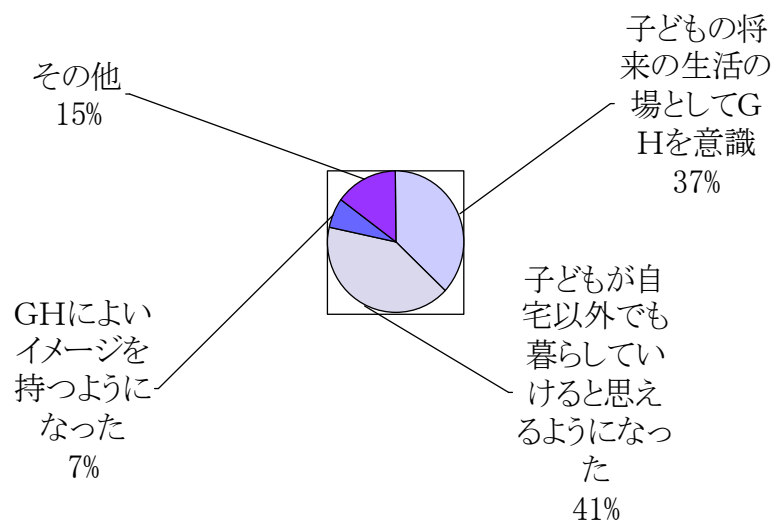 子どもの将
来の生活の
場としてG
Hを意識
37%
子どもが自
宅以外でも
暮らしてい
けると思え
るようになっ
た
41%
GHによい
イメージを
持つように
なった
7%
その他
15%